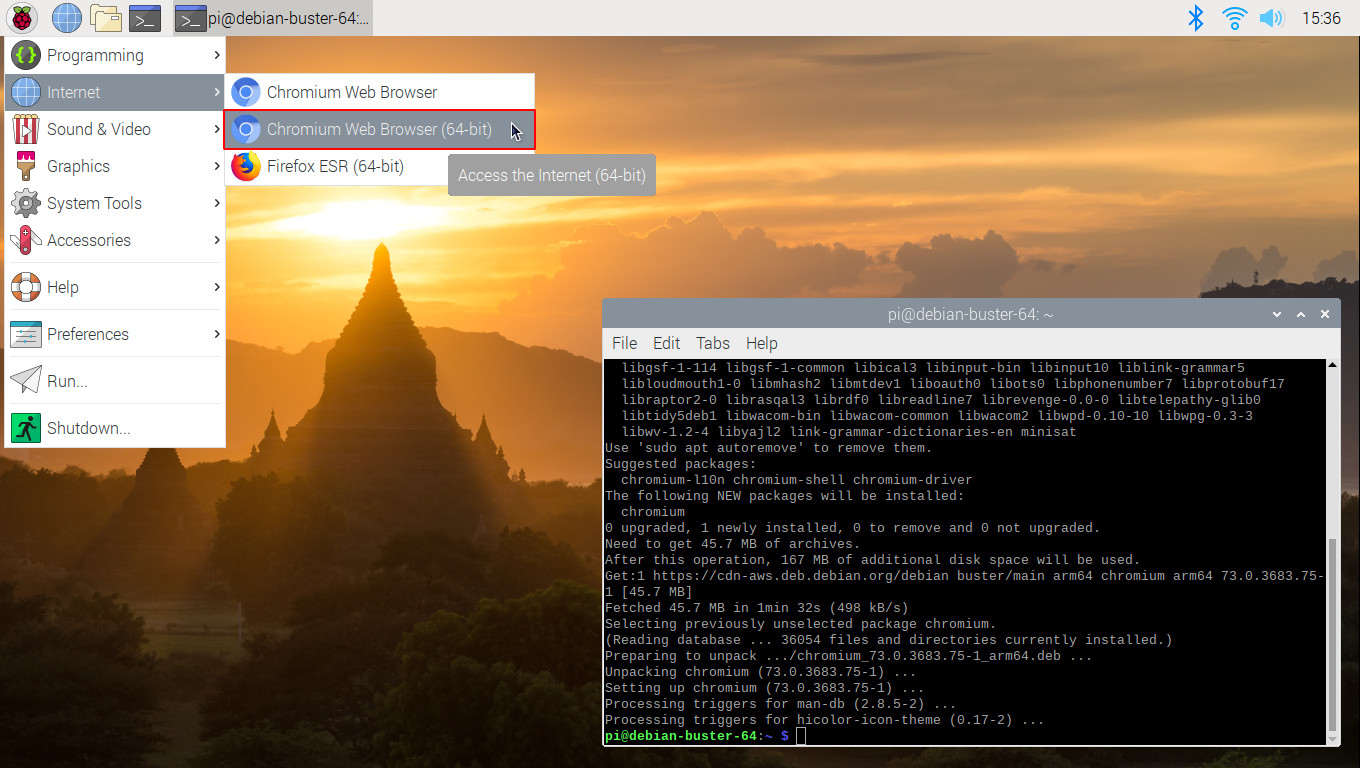 pi@debian-buster-64:...
15:36
Programming
Internet
Sound & Video
Graphics
System Tools
Accessories
Help
Preferences
Run...
Shutdown...
Chromium Web Browser
Chromium Web Browser (64-bit)
Firefox ESR (64-bit)
Access the Internet (64-bit)
pi@debian-buster-64: ~
File Edit Tabs Help
libgsf-1-114 libgsf-1-common libical3 libinput-bin libinput10 liblink-grammar5
libloudmouth1-0 libmhash2 libmtdev1 liboauth0 libots0 libphonenumber7 libprotobuf17
libraptor2-0 librasqal3 librdf0 libreadline7 librevenge-0.0-0 libtelepathy-glib0
libtidy5deb1 libwacom-bin libwacom-common libwacom2 libwpd-0.10-10 libwpg-0.3-3
libwv-1.2-4 libyajl2 link-grammar-dictionaries-en minisat
Use 'sudo apt autoremove' to remove them.
Suggested packages:
chromium-l10n chromium-shell chromium-driver
The following NEW packages will be installed:
chromium
0 upgraded, 1 newly installed, 0 to remove and 0 not upgraded.
Need to get 45.7 MB of archives.
After this operation, 167 MB of additional disk space will be used.
Get:1 https://cdn-aws.deb.debian.org/debian buster/main arm64 chromium arm64 73.0.3683.75-
1 [45.7 MB]
Fetched 45.7 MB in 1min 32s (498 kB/s)
Selecting previously unselected package chromium.
(Reading database ... 36054 files and directories currently installed.)
Preparing to unpack .../chromium_73.0.3683.75-1_arm64.deb ...
Unpacking chromium (73.0.3683.75-1) ...
Setting up chromium (73.0.3683.75-1) ...
Processing triggers for man-db (2.8.5-2) ...
Processing triggers for hicolor-icon-theme (0.17-2) ...
pi@debian-buster-64:~ $